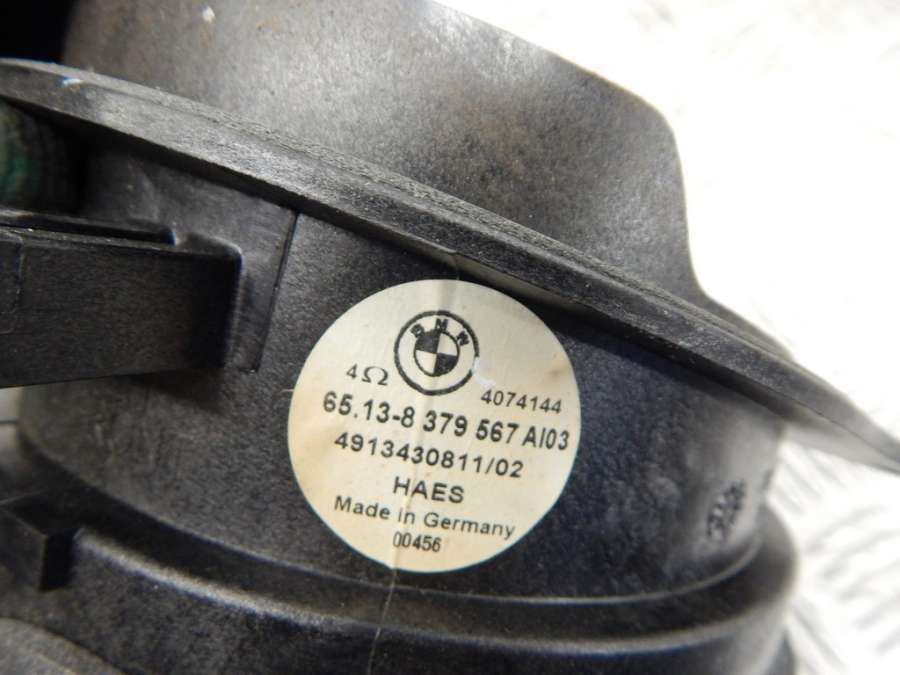 BMW
4Ω 4074144
65.13-8 379 567 AI03
4913430811/02
HAES
Made in Germany
00456